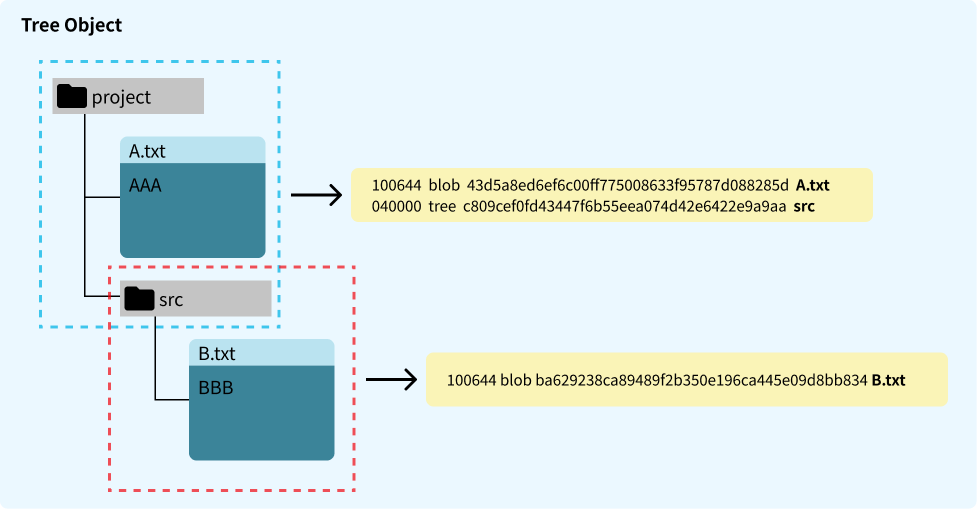 Tree Object
project
A.txt
AAA
100644 blob 43d5a8ed6ef6c00ff775008633f95787d088285d A.txt
040000 tree c809cef0fd43447f6b55eea074d42e6422e9a9aa src
src
B.txt
BBB
100644 blob ba629238ca89489f2b350e196ca445e09d8bb834 B.txt